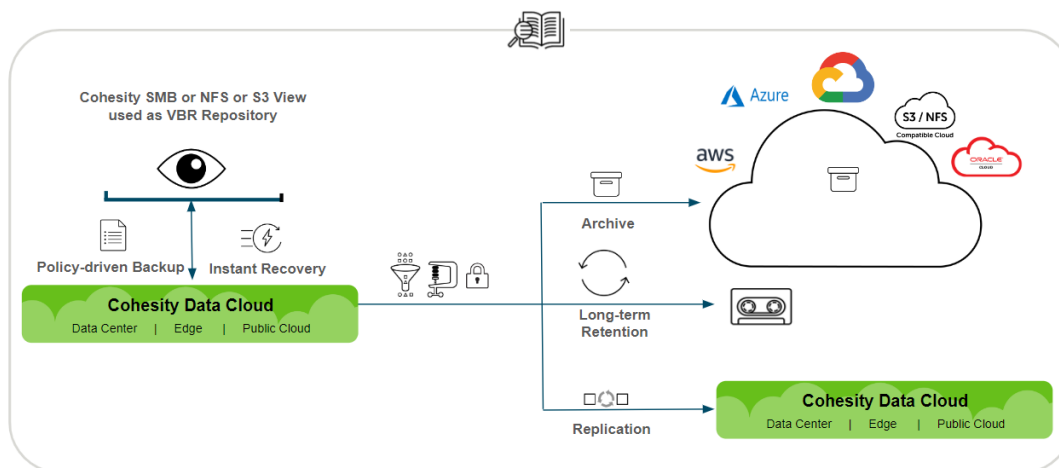 Cohesity SMB or NFS or S3 View
used as VBR Repository
Policy-driven Backup
Instant Recovery
Cohesity Data Cloud
Data Center | Edge | Public Cloud
Archive
Long-term
Retention
Replication
Azure
aws
S3 / NFS
Compatible Cloud
ORACLE
CLOUD
Cohesity Data Cloud
Data Center | Edge | Public Cloud